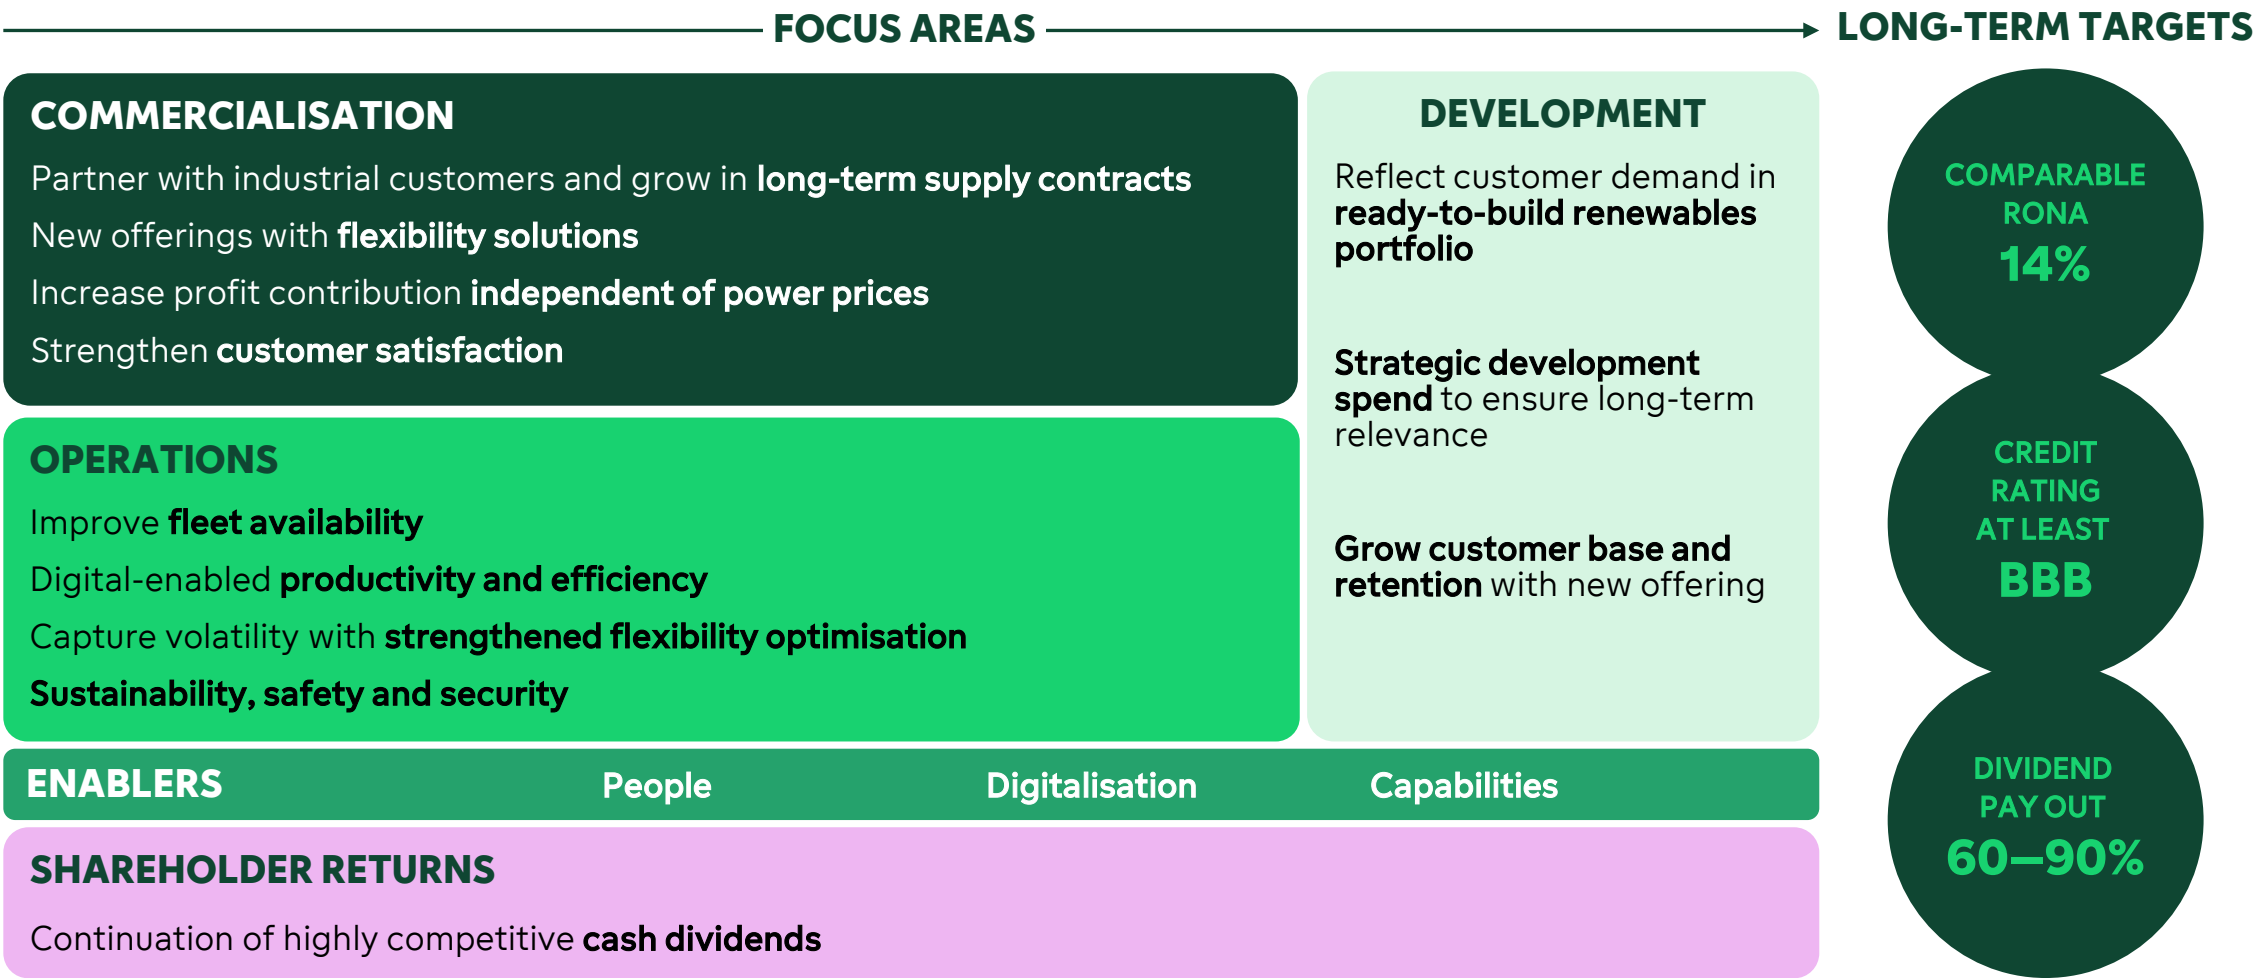 FOCUS AREAS
LONG-TERM TARGETS
COMMERCIALISATION
Partner with industrial customers and grow in long-term supply contracts
New offerings with flexibility solutions
Increase profit contribution independent of power prices
Strengthen customer satisfaction
OPERATIONS
Improve fleet availability
Digital-enabled productivity and efficiency
Capture volatility with strengthened flexibility optimisation
Sustainability, safety and security
DEVELOPMENT
Reflect customer demand in
ready-to-build renewables
portfolio
Strategic development
spend to ensure long-term
relevance
Grow customer base and
retention with new offering
ENABLERS People Digitalisation Capabilities
SHAREHOLDER RETURNS
Continuation of highly competitive cash dividends
COMPARABLE
RONA
14%
CREDIT
RATING
AT LEAST
BBB
DIVIDEND
PAY OUT
60–90%